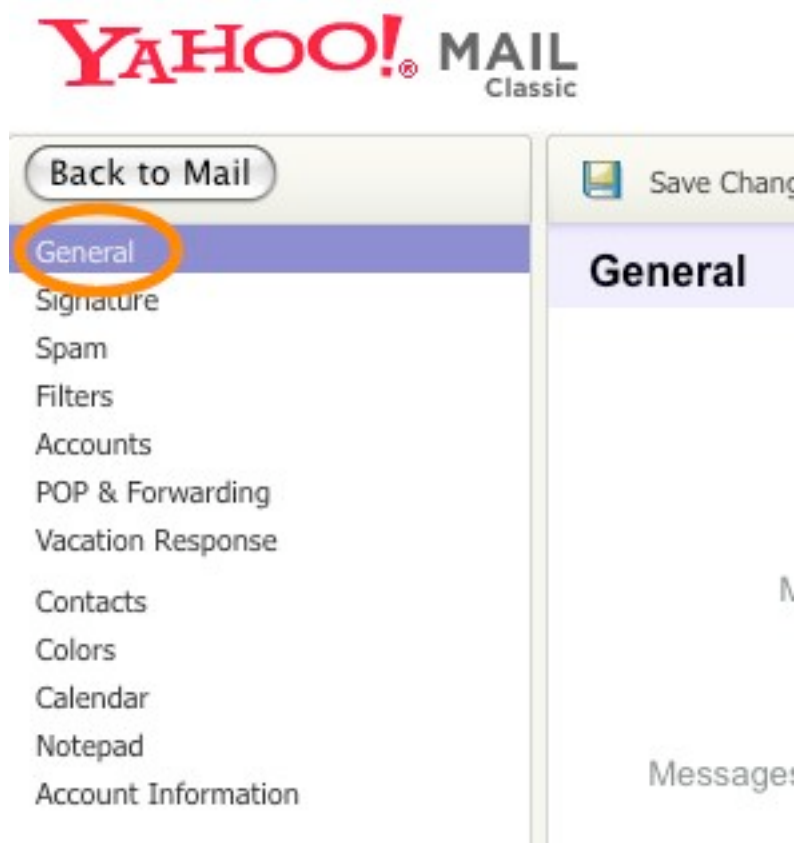 YAHOO!® MAIL
Classic
Back to Mail
General
Signature
Spam
Filters
Accounts
POP & Forwarding
Vacation Response
Contacts
Colors
Calendar
Notepad
Account Information
Save Chang
General
M
Messages